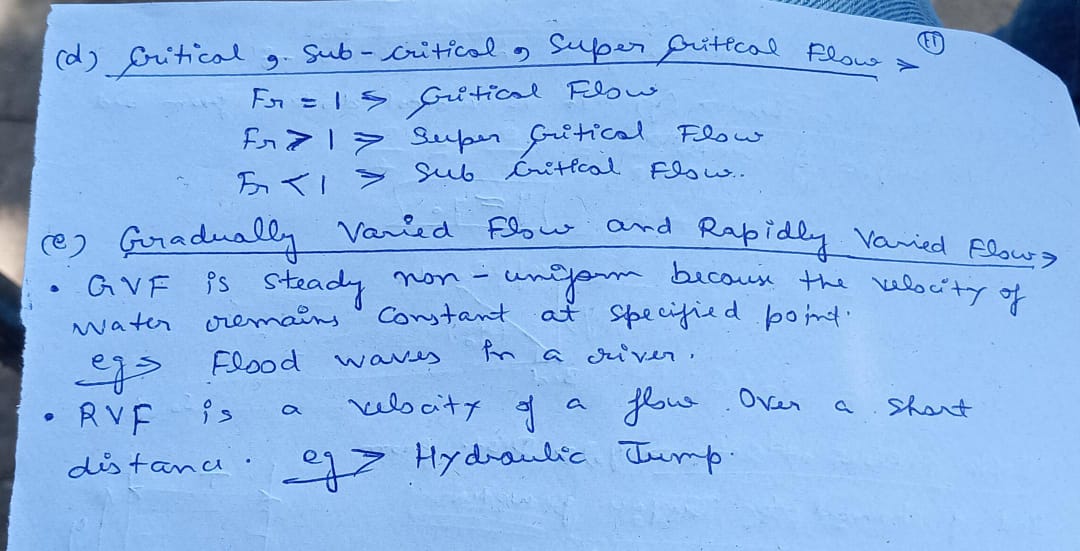 (d) Critical, Sub-critical, Super Critical Flow ⇒
Fr = 1 ⇒ Critical Flow
Fr > 1 ⇒ Super Critical Flow
Fr < 1 ⇒ Sub Critical Flow.
(e) Gradually Varied Flow and Rapidly Varied Flow ⇒
• GVF is steady non-uniform because the velocity of
water remains constant at specified point.
eg ⇒ Flood waves in a river.
• RVF is a velocity of a flow over a short
distance. eg ⇒ Hydraulic Jump.